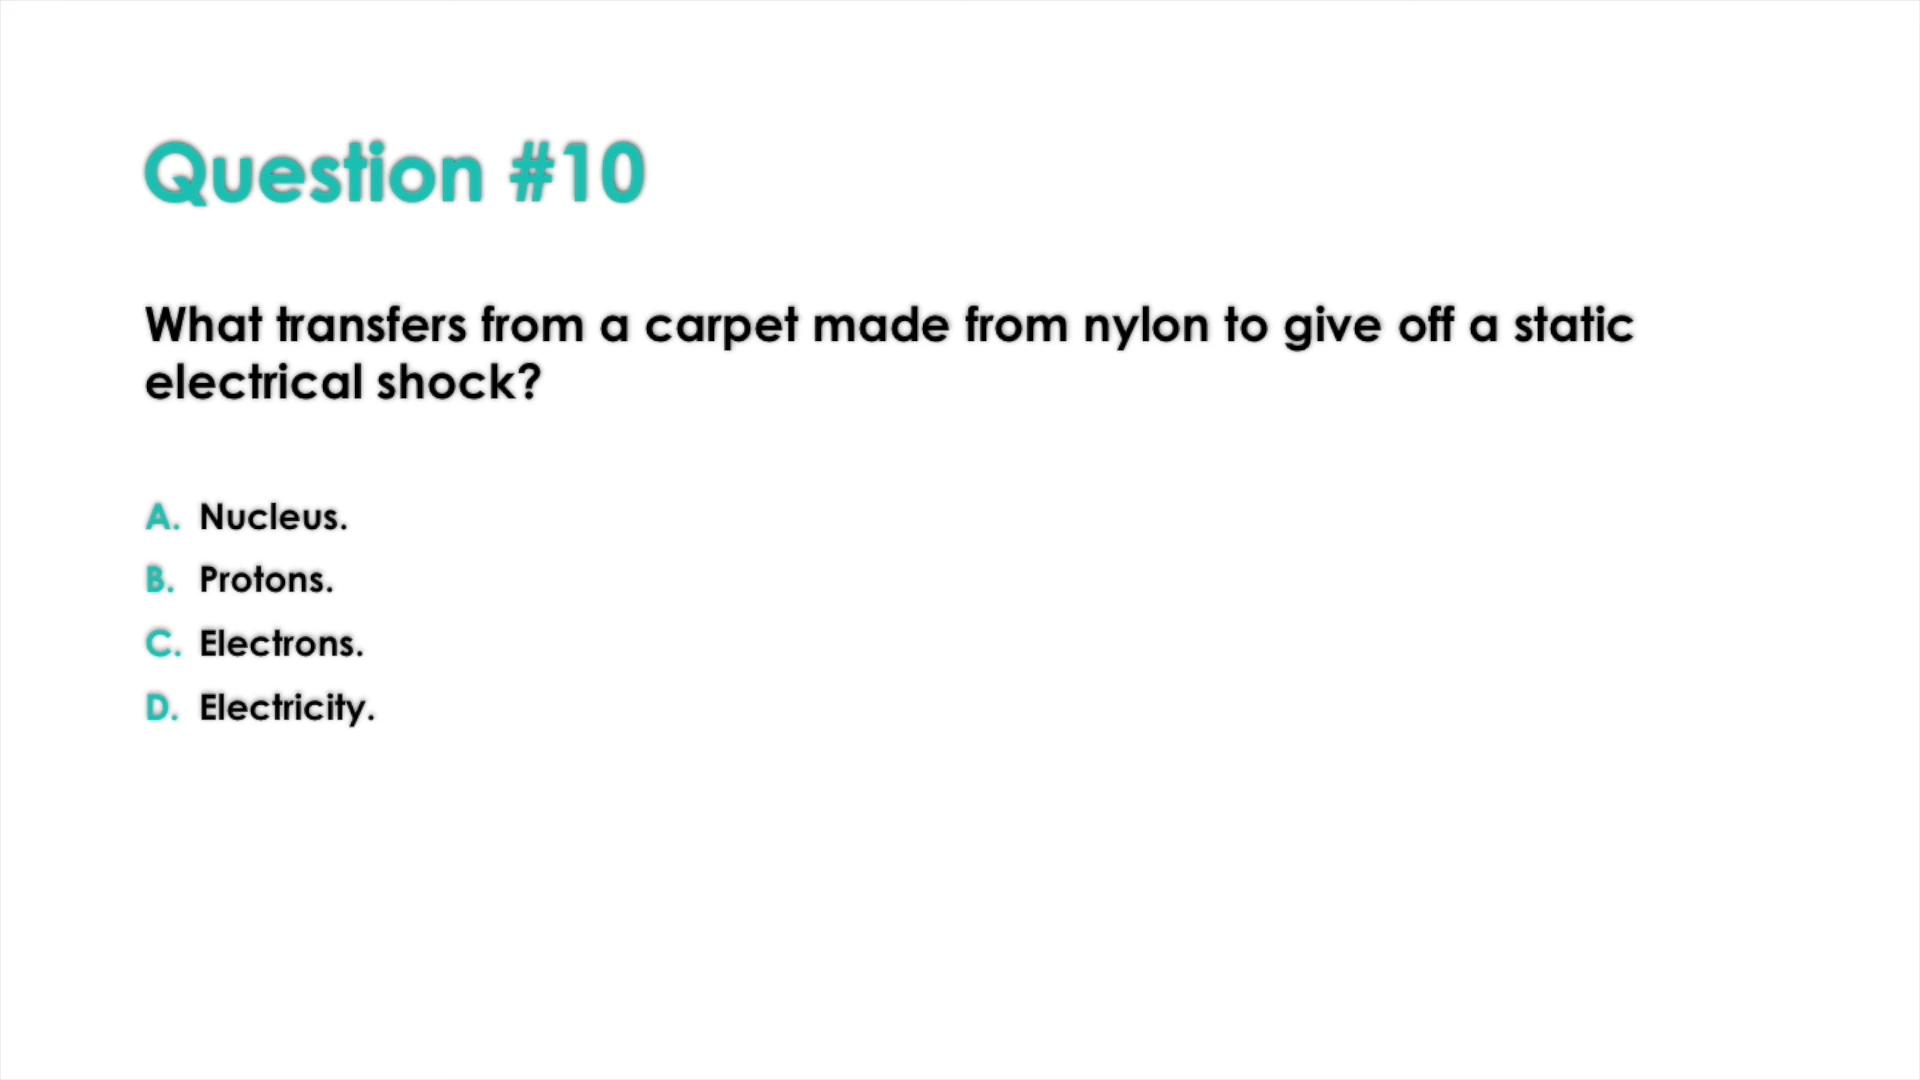 Question #10
What transfers from a carpet made from nylon to give off a static
electrical shock?
A. Nucleus.
B. Protons.
C. Electrons.
D. Electricity.